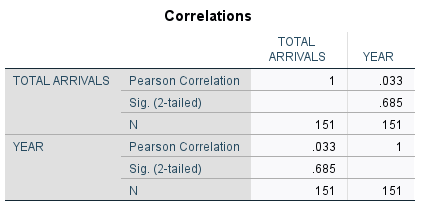 Correlations
TOTAL
ARRIVALS YEAR
TOTAL ARRIVALS Pearson Correlation 1 .033
Sig. (2-tailed) .685
N 151 151
YEAR Pearson Correlation .033 1
Sig. (2-tailed) .685
N 151 151